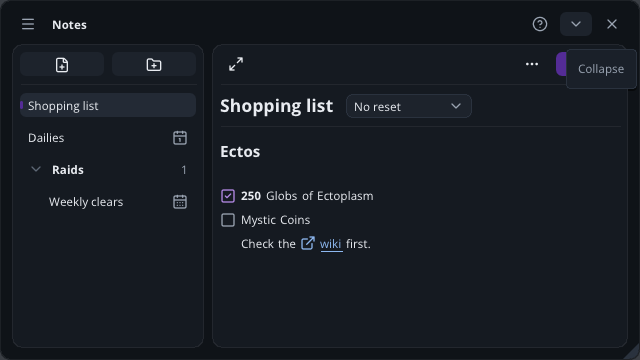 Notes
Collapse
Shopping list
Dailies
Raids 1
Weekly clears
Shopping list No reset
Ectos
250 Globs of Ectoplasm
Mystic Coins
Check the wiki first.